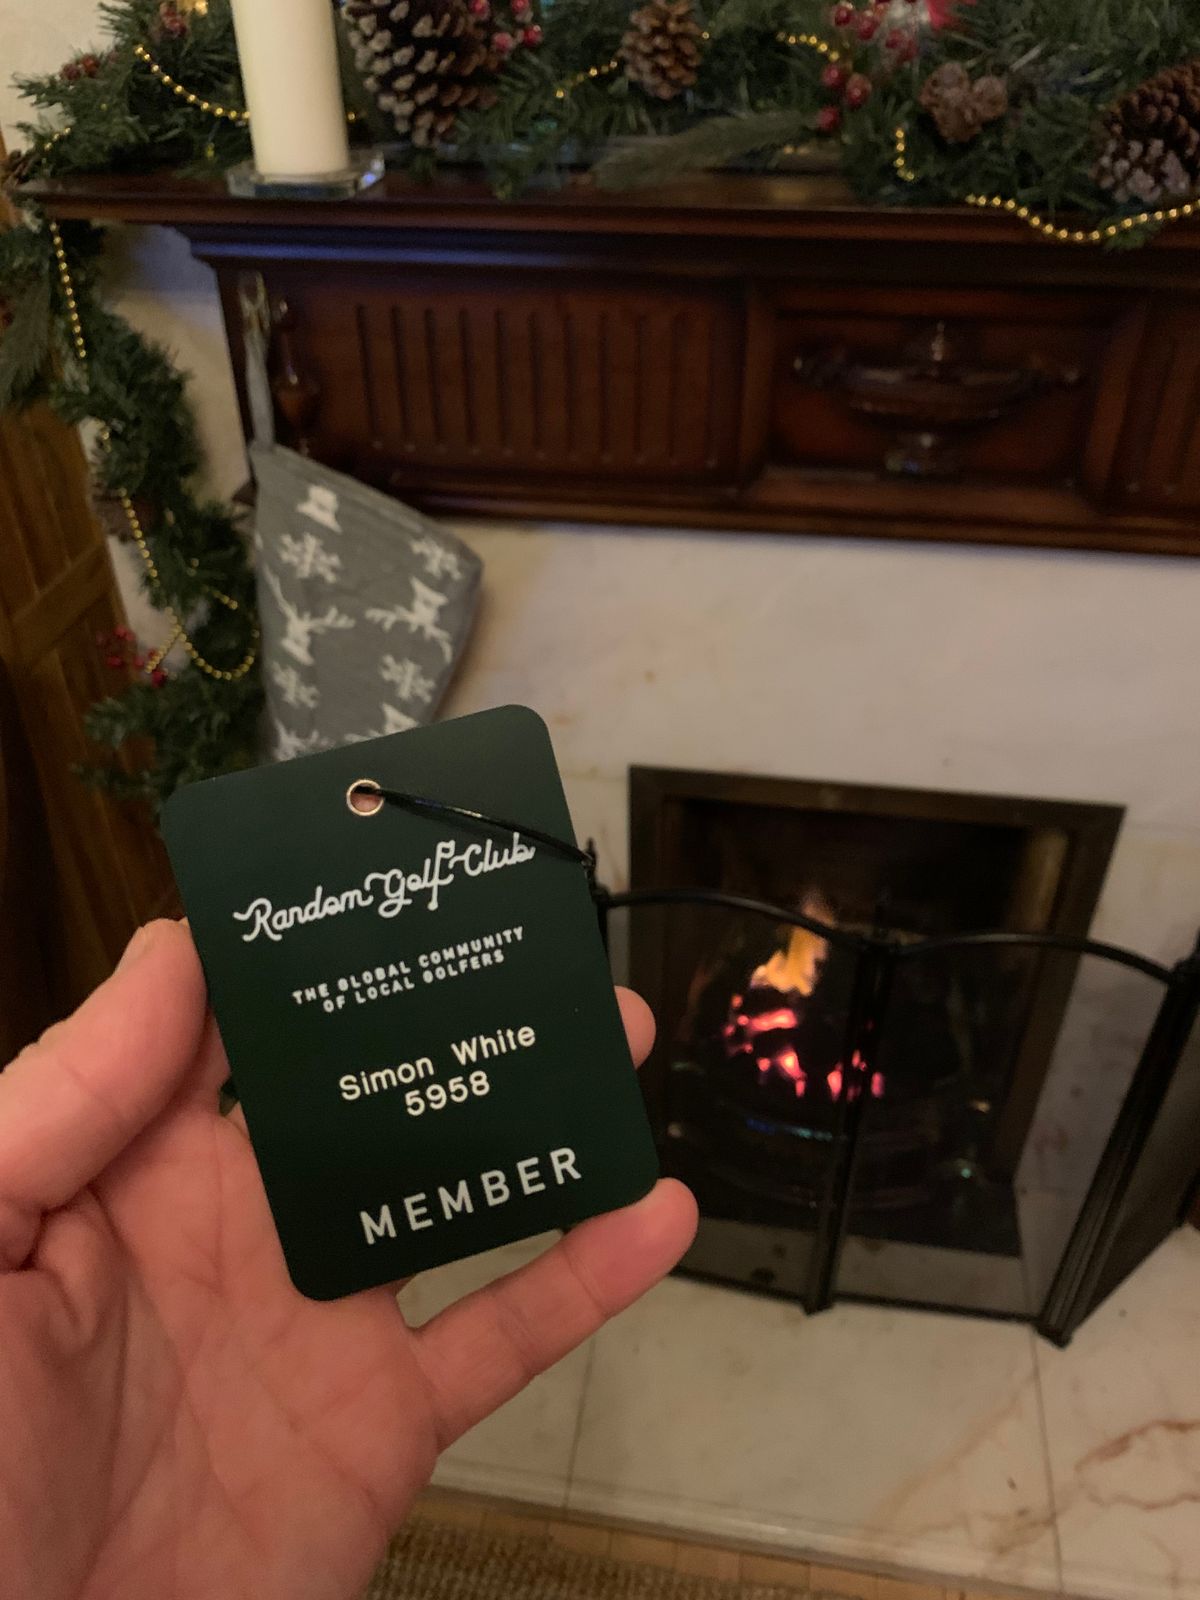 Random Golf Club
THE GLOBAL COMMUNITY
OF LOCAL GOLFERS
Simon White
5958
MEMBER